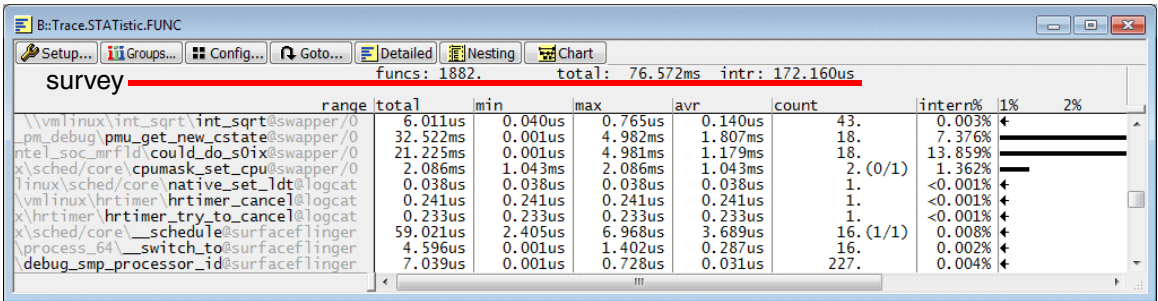 B::Trace.STATistic.FUNC
Setup... Groups... Config... Goto... Detailed Nesting Chart
survey funcs: 1882. total: 76.572ms intr: 172.160us
range total min max avr count intern% 1% 2%
\\vmlinux\int_sqrt\int_sqrt@swapper/0 6.011us 0.040us 0.765us 0.140us 43. 0.003%
_pm_debug\pmu_get_new_cstate@swapper/0 32.522ms 0.001us 4.982ms 1.807ms 18. 7.376%
ntel_soc_mrfld\could_do_s0ix@swapper/0 21.225ms 0.001us 4.981ms 1.179ms 18. 13.859%
x\sched/core\cpumask_set_cpu@swapper/0 2.086ms 1.043ms 2.086ms 1.043ms 2. (0/1) 1.362%
linux\sched/core\native_set_ldt@logcat 0.038us 0.038us 0.038us 0.038us 1. <0.001%
\vmlinux\hrtimer\hrtimer_cancel@logcat 0.241us 0.241us 0.241us 0.241us 1. <0.001%
x\hrtimer\hrtimer_try_to_cancel@logcat 0.233us 0.233us 0.233us 0.233us 1. <0.001%
x\sched/core\__schedule@surfaceflinger 59.021us 2.405us 6.968us 3.689us 16. (1/1) 0.008%
\process_64\__switch_to@surfaceflinger 4.596us 0.001us 1.402us 0.287us 16. 0.002%
\debug_smp_processor_id@surfaceflinger 7.039us 0.001us 0.728us 0.031us 227. 0.004%